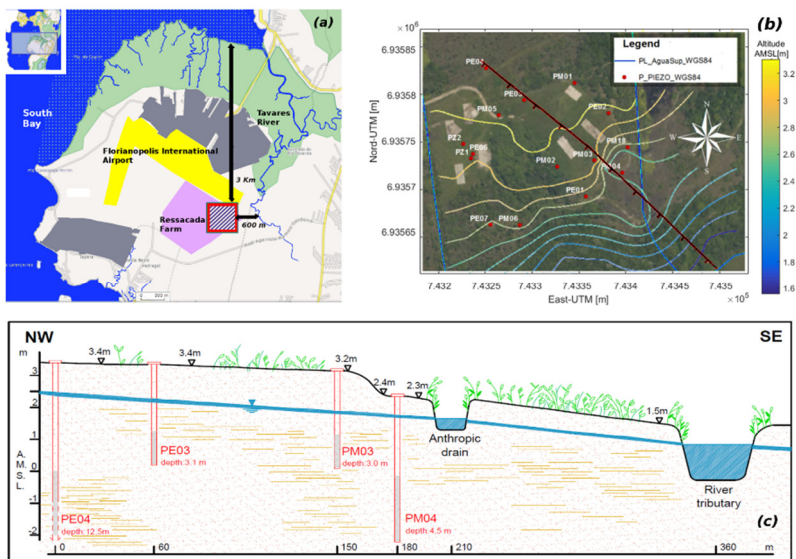 (a)
South
Bay
Tavares
River
Florianopolis International
Airport
3 Km
Ressacada
Farm
600 m
(b)
× 10⁶
6.93585
6.9358
6.93575
6.9357
6.93565
Nord-UTM [m]
Legend
PL_AguaSup_WGS84
P_PIEZO_WGS84
PE04
PM01
PE03
PE02
PM05
PZ2
PZ1 PE06
PM18
PM03
PM02
PE01
PE07 PM06
N
E
S
7.432 7.4325 7.433 7.4335 7.434 7.4345 7.435
East-UTM [m]
× 10⁵
Altitude
AMSL[m]
3.2
3
2.8
2.6
2.4
2.2
2
1.8
1.6
NW
SE
m
3.4m
3.4m
3.2m
2.4m
2.3m
1.5m
3
2
1
0
-1
-2
A.
M.
S.
L.
Anthropic
drain
River
tributary
PE03
depth:3.1 m
PM03
depth:3.0 m
PE04
depth:12.5m
PM04
depth:4.5 m
(c)
0 60 150 180 210 360 m